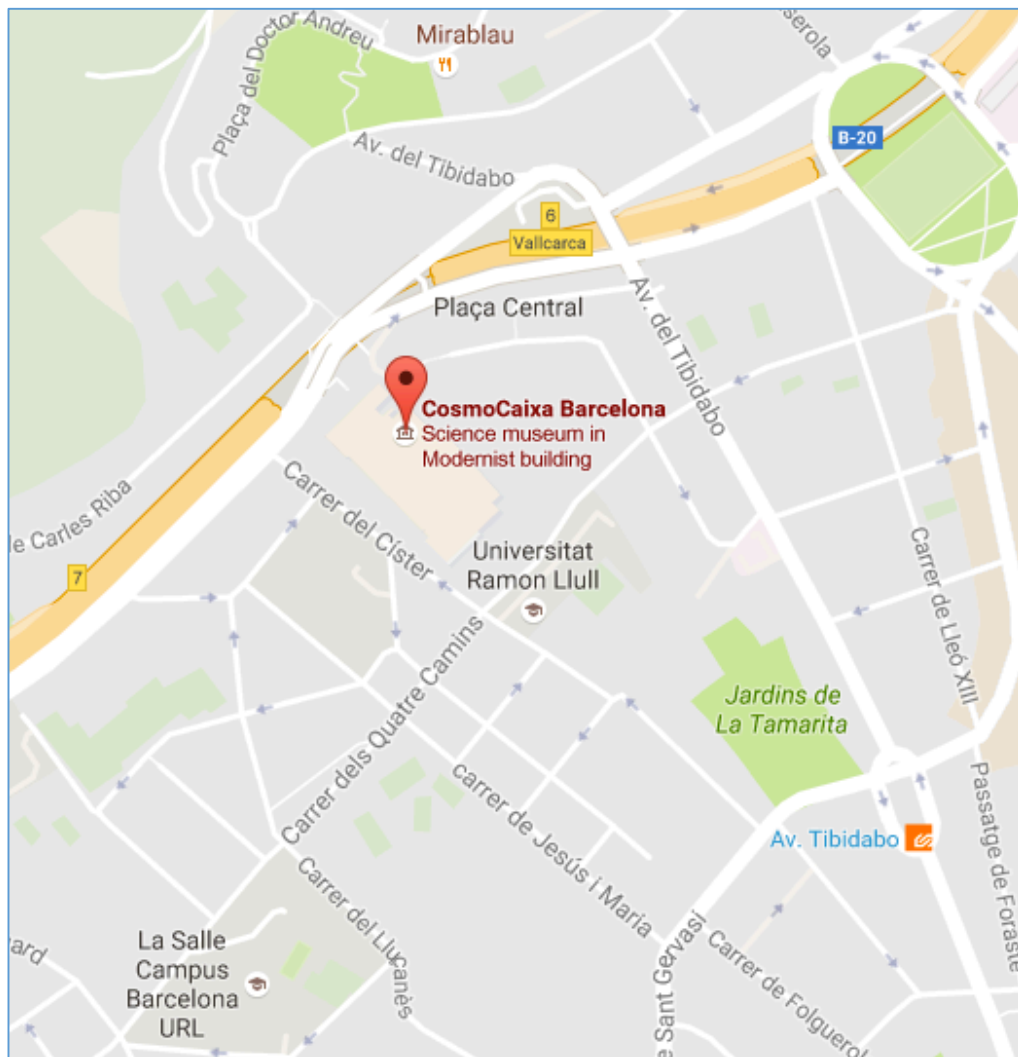 Mirablau
Plaça del Doctor Andreu
serola
Av. del Tibidabo
B-20
6
Vallcarca
Plaça Central
Av. del Tibidabo
CosmoCaixa Barcelona
Science museum in
Modernist building
le Carles Riba
Carrer del Císter
7
Universitat
Ramon Llull
Carrer de Lleó XIII
Carrer dels Quatre Camins
Jardins de
La Tamarita
carrer de Jesús i Maria
Passatge de Foraste
Av. Tibidabo
Carrer del Lluçanès
La Salle
Campus
Barcelona
URL
uard
e Sant Gervasi
Carrer de Folguerol